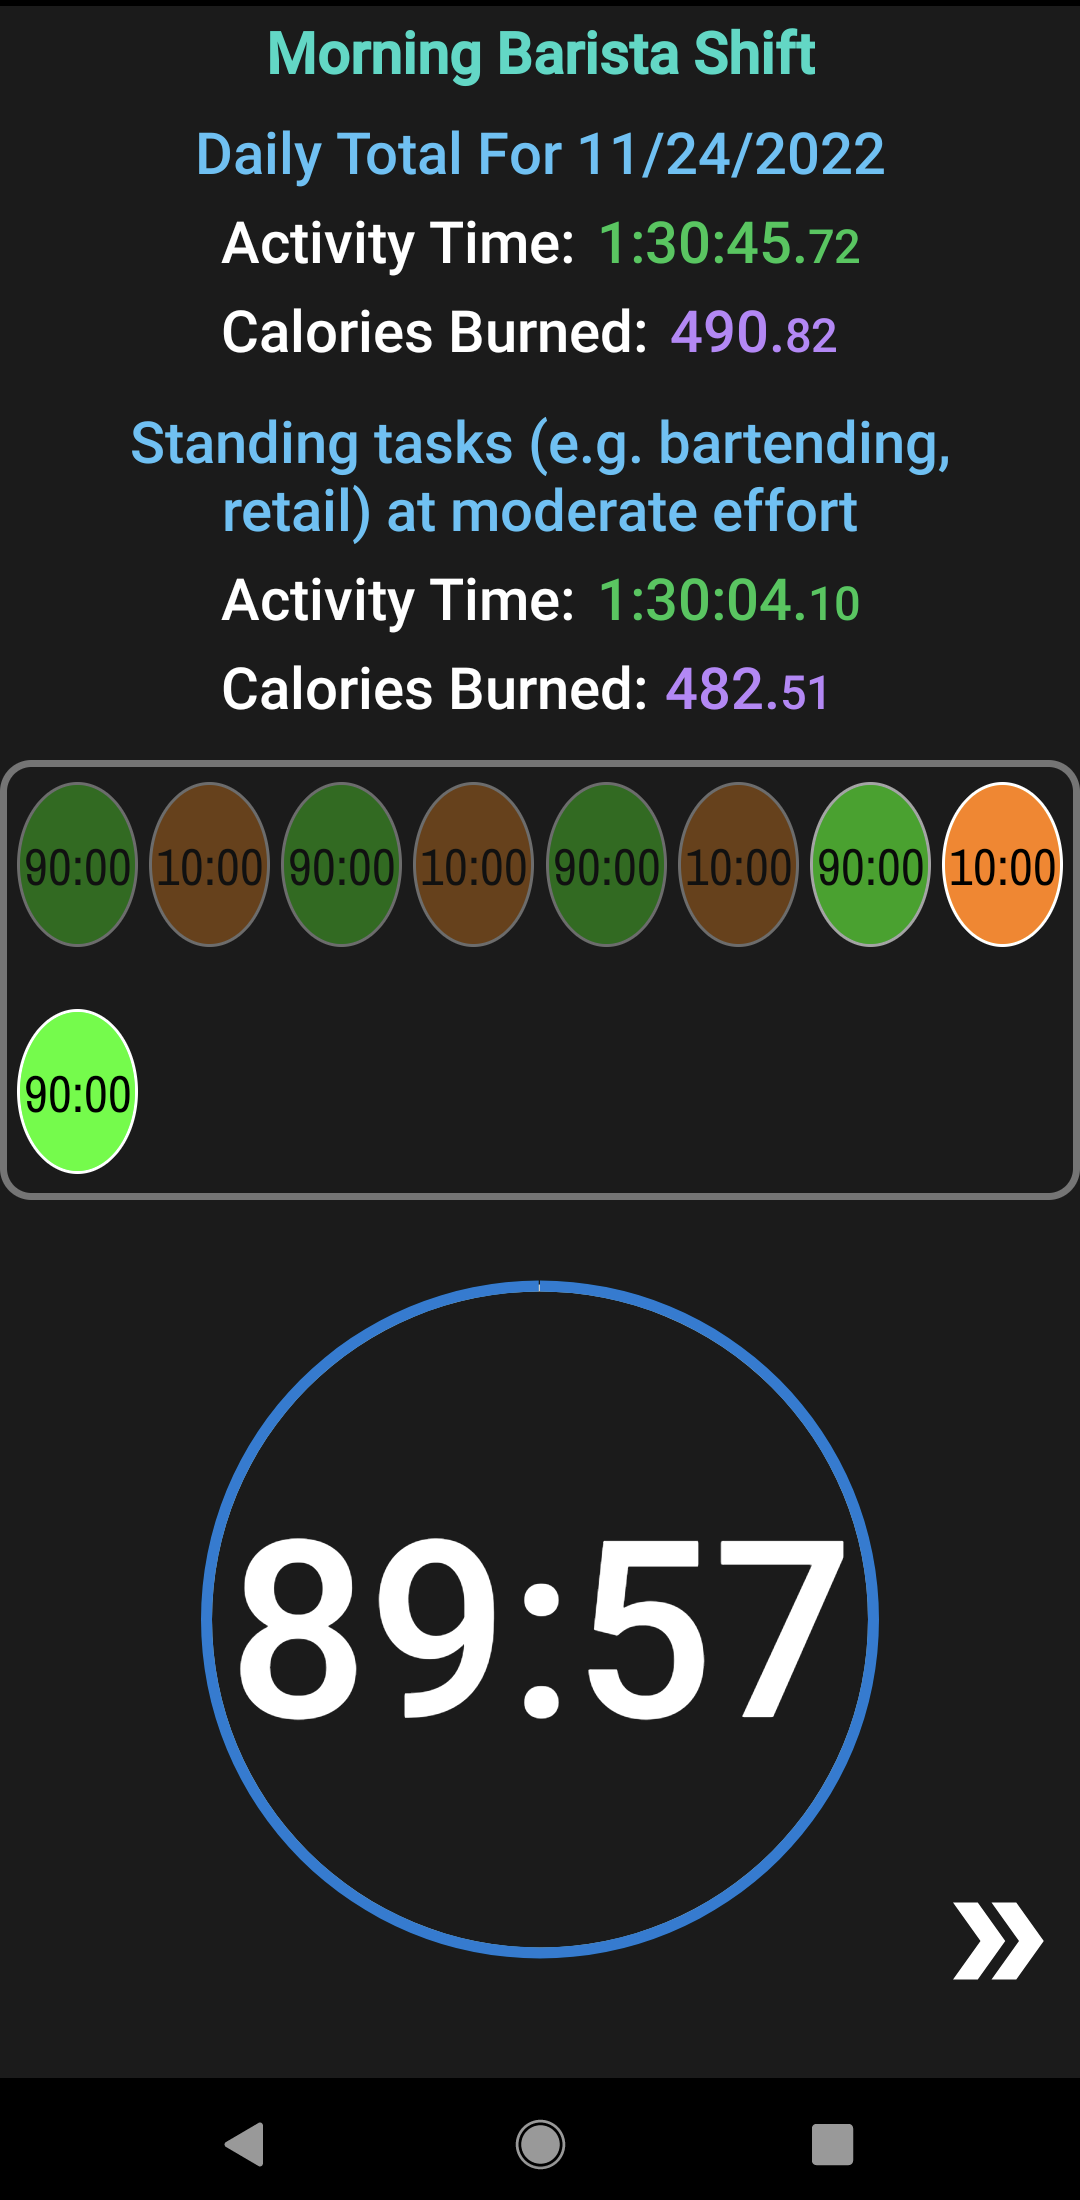 Morning Barista Shift
Daily Total For 11/24/2022
Activity Time: 1:30:45.72
Calories Burned: 490.82
Standing tasks (e.g. bartending,
retail) at moderate effort
Activity Time: 1:30:04.10
Calories Burned: 482.51
90:00 10:00 90:00 10:00 90:00 10:00 90:00 10:00
90:00
89:57